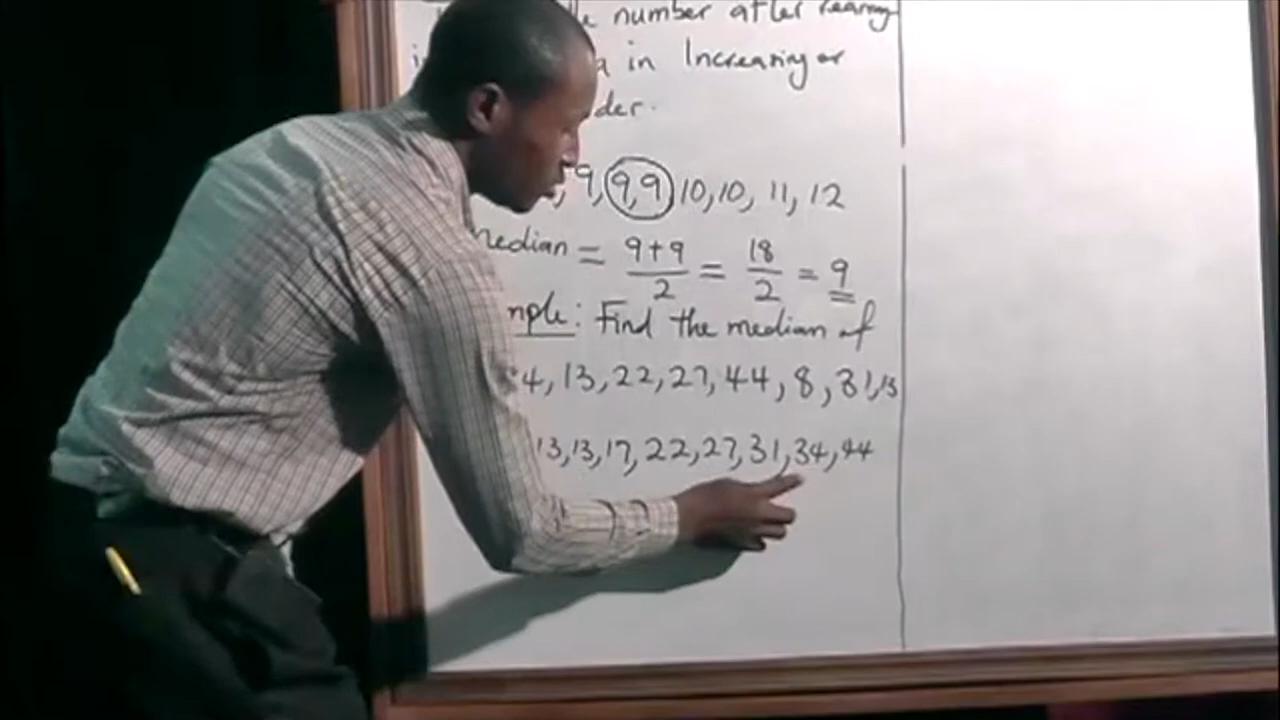 number after rearrng
in Increasing or
der.
9, 9,9 10,10, 11, 12
Median = 9+9/2 = 18/2 = 9
mple: Find the median of
4, 13, 22, 27, 44, 8, 31, 13
13, 13, 17, 22, 27, 31, 34, 44